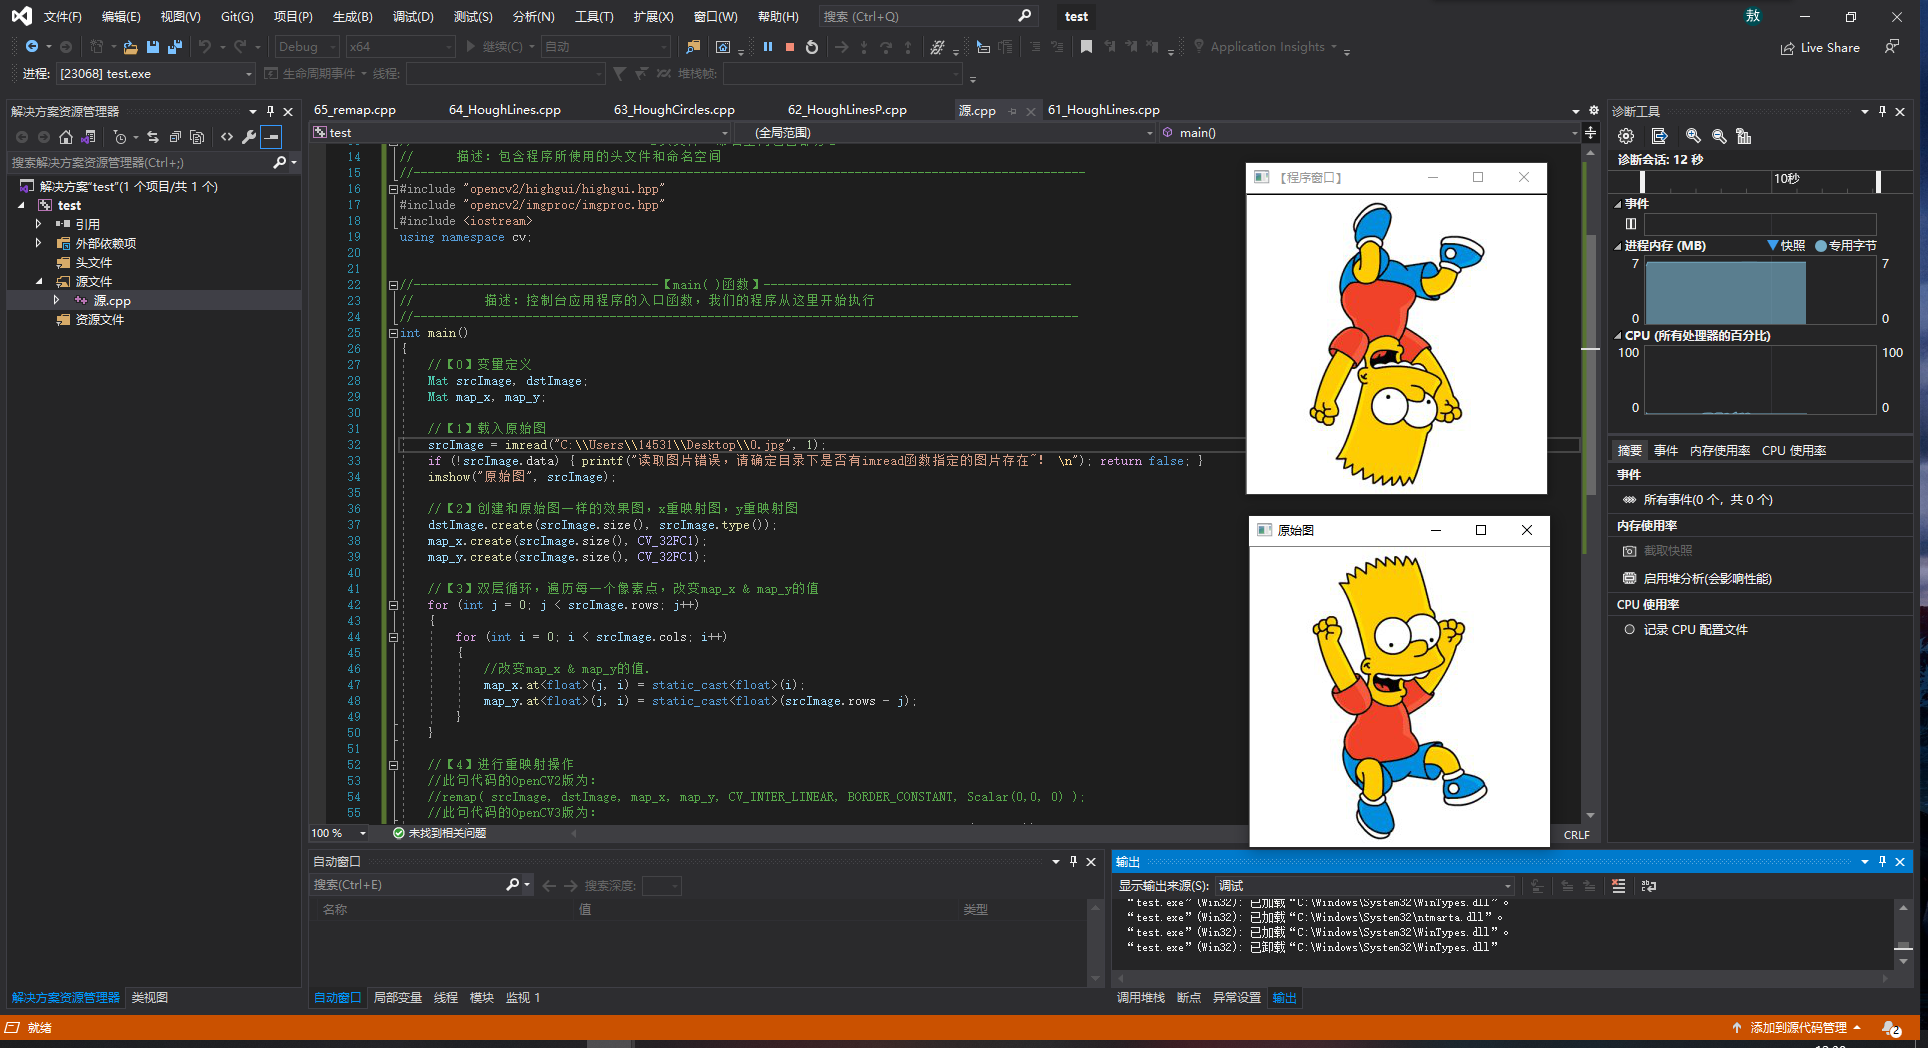 文件(F) 编辑(E) 视图(V) Git(G) 项目(P) 生成(B) 调试(D) 测试(S) 分析(N) 工具(T) 扩展(X) 窗口(W) 帮助(H) 搜索 (Ctrl+Q) test 敖
Debug x64 继续(C) 自动 Application Insights Live Share
进程: [23068] test.exe 生命周期事件 线程: 堆栈帧:
解决方案资源管理器
搜索解决方案资源管理器(Ctrl+;)
解决方案"test"(1 个项目/共 1 个)
test
引用
外部依赖项
头文件
源文件
源.cpp
资源文件
解决方案资源管理器 类视图
65_remap.cpp 64_HoughLines.cpp 63_HoughCircles.cpp 62_HoughLinesP.cpp 源.cpp 61_HoughLines.cpp
test (全局范围) main()
14 // 描述：包含程序所使用的头文件和命名空间
15 //------------------------------------------------------------------------------------------------
16 #include "opencv2/highgui/highgui.hpp"
17 #include "opencv2/imgproc/imgproc.hpp"
18 #include <iostream>
19 using namespace cv;
20
21
22 //-----------------------------------【main( )函数】--------------------------------------------
23 // 描述：控制台应用程序的入口函数，我们的程序从这里开始执行
24 //-----------------------------------------------------------------------------------------------
25 int main()
26 {
27 //【0】变量定义
28 Mat srcImage, dstImage;
29 Mat map_x, map_y;
30
31 //【1】载入原始图
32 srcImage = imread("C:\\Users\\14531\\Desktop\\0.jpg", 1);
33 if (!srcImage.data) { printf("读取图片错误，请确定目录下是否有imread函数指定的图片存在~！ \n"); return false; }
34 imshow("原始图", srcImage);
35
36 //【2】创建和原始图一样的效果图，x重映射图，y重映射图
37 dstImage.create(srcImage.size(), srcImage.type());
38 map_x.create(srcImage.size(), CV_32FC1);
39 map_y.create(srcImage.size(), CV_32FC1);
40
41 //【3】双层循环，遍历每一个像素点，改变map_x & map_y的值
42 for (int j = 0; j < srcImage.rows; j++)
43 {
44 for (int i = 0; i < srcImage.cols; i++)
45 {
46 //改变map_x & map_y的值.
47 map_x.at<float>(j, i) = static_cast<float>(i);
48 map_y.at<float>(j, i) = static_cast<float>(srcImage.rows - j);
49 }
50 }
51
52 //【4】进行重映射操作
53 //此句代码的OpenCV2版为：
54 //remap( srcImage, dstImage, map_x, map_y, CV_INTER_LINEAR, BORDER_CONSTANT, Scalar(0,0, 0) );
55 //此句代码的OpenCV3版为：
100 % 未找到相关问题 CRLF
【程序窗口】
原始图
诊断工具
诊断会话: 12 秒
10秒
事件
进程内存 (MB) 快照 专用字节
7 7
0 0
CPU (所有处理器的百分比)
100 100
0 0
摘要 事件 内存使用率 CPU 使用率
事件
所有事件(0 个，共 0 个)
内存使用率
截取快照
启用堆分析(会影响性能)
CPU 使用率
记录 CPU 配置文件
自动窗口
搜索(Ctrl+E) 搜索深度:
名称 值 类型
自动窗口 局部变量 线程 模块 监视 1
输出
显示输出来源(S): 调试
"test.exe"(Win32): 已加载"C:\Windows\System32\WinTypes.dll"。
"test.exe"(Win32): 已加载"C:\Windows\System32\ntmarta.dll"。
"test.exe"(Win32): 已加载"C:\Windows\System32\WinTypes.dll"。
"test.exe"(Win32): 已卸载"C:\Windows\System32\WinTypes.dll"
调用堆栈 断点 异常设置 输出
就绪 添加到源代码管理 2